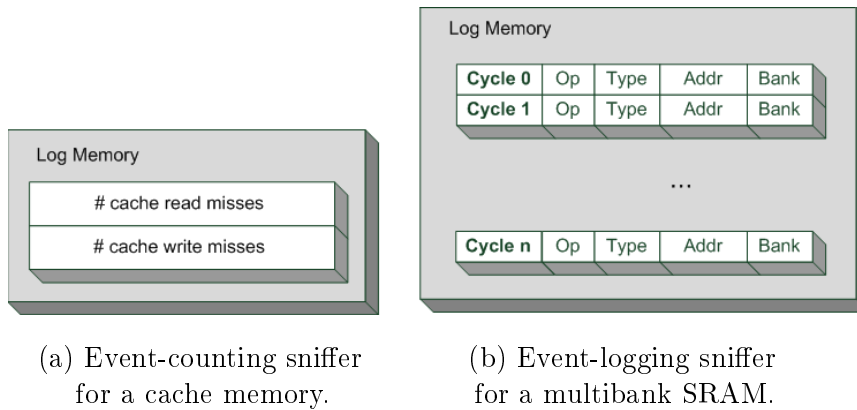 Log Memory
# cache read misses
# cache write misses
(a) Event-counting sniffer
for a cache memory.
Log Memory
Cycle 0 Op Type Addr Bank
Cycle 1 Op Type Addr Bank
...
Cycle n Op Type Addr Bank
(b) Event-logging sniffer
for a multibank SRAM.